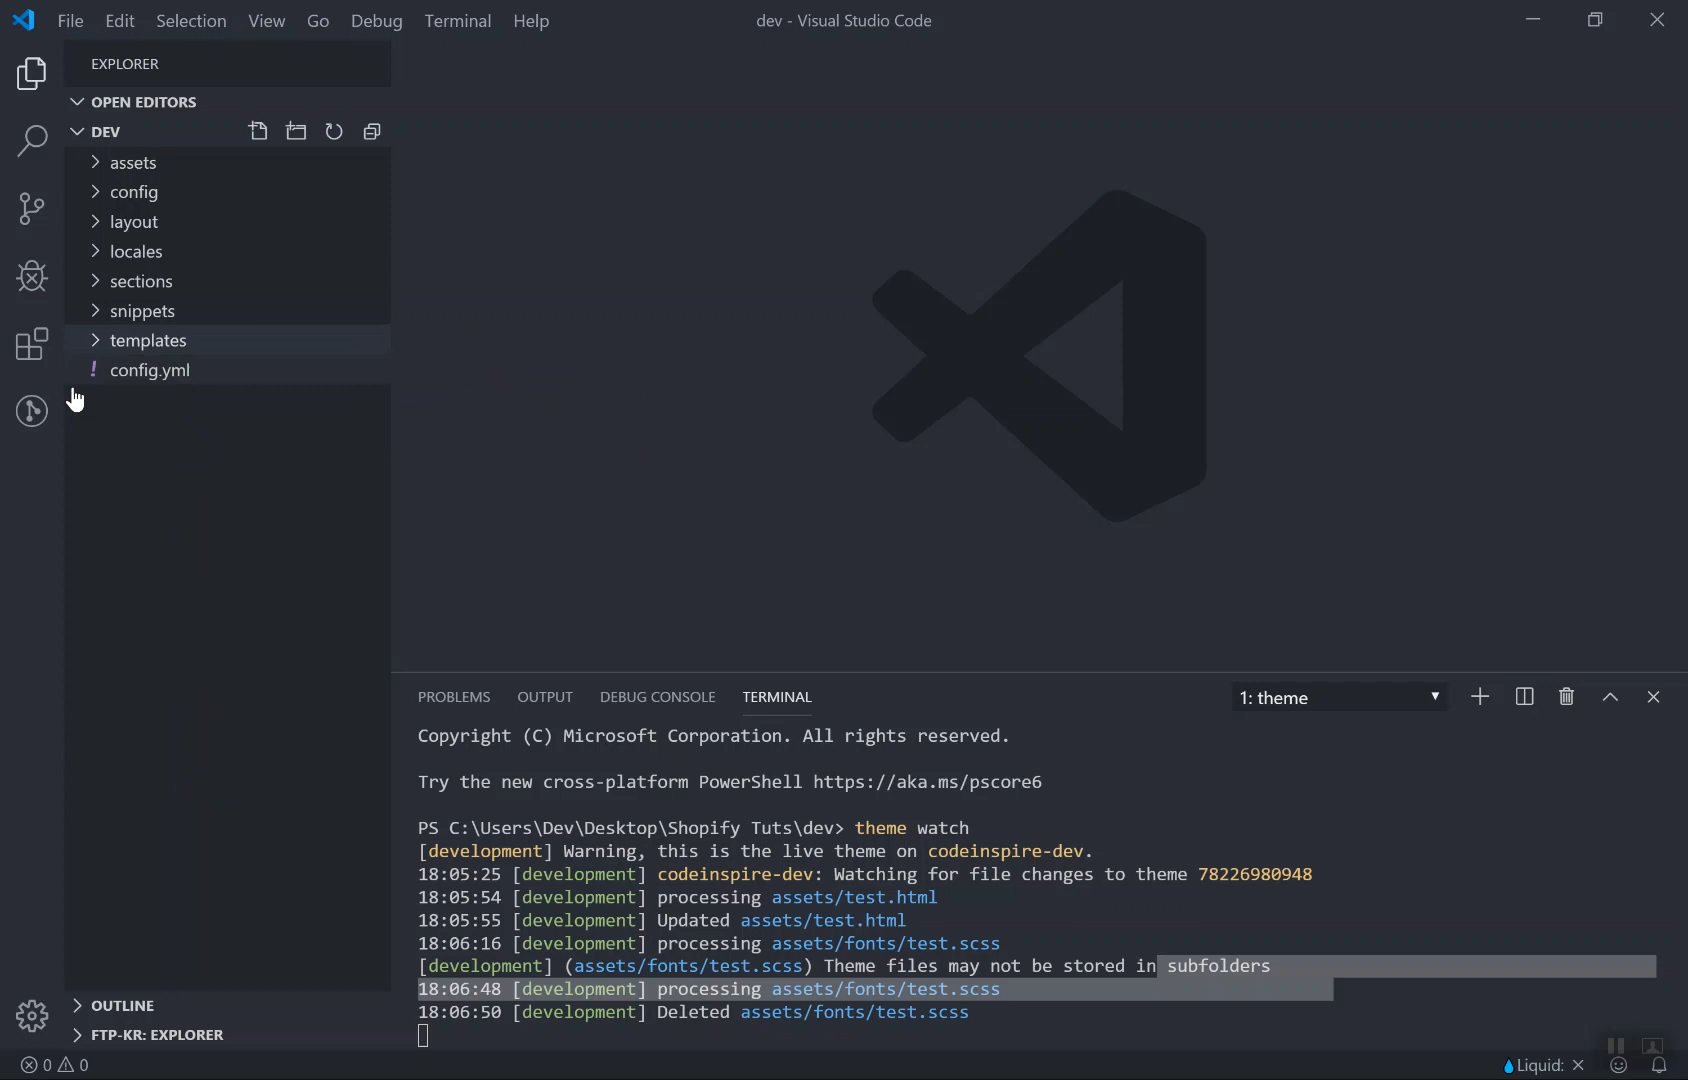 File Edit Selection View Go Debug Terminal Help
dev - Visual Studio Code
EXPLORER
OPEN EDITORS
DEV
assets
config
layout
locales
sections
snippets
templates
! config.yml
OUTLINE
FTP-KR: EXPLORER
PROBLEMS OUTPUT DEBUG CONSOLE TERMINAL
1: theme
Copyright (C) Microsoft Corporation. All rights reserved.
Try the new cross-platform PowerShell https://aka.ms/pscore6
PS C:\Users\Dev\Desktop\Shopify Tuts\dev> theme watch
[development] Warning, this is the live theme on codeinspire-dev.
18:05:25 [development] codeinspire-dev: Watching for file changes to theme 78226980948
18:05:54 [development] processing assets/test.html
18:05:55 [development] Updated assets/test.html
18:06:16 [development] processing assets/fonts/test.scss
[development] (assets/fonts/test.scss) Theme files may not be stored in subfolders
18:06:48 [development] processing assets/fonts/test.scss
18:06:50 [development] Deleted assets/fonts/test.scss
0 0
Liquid: